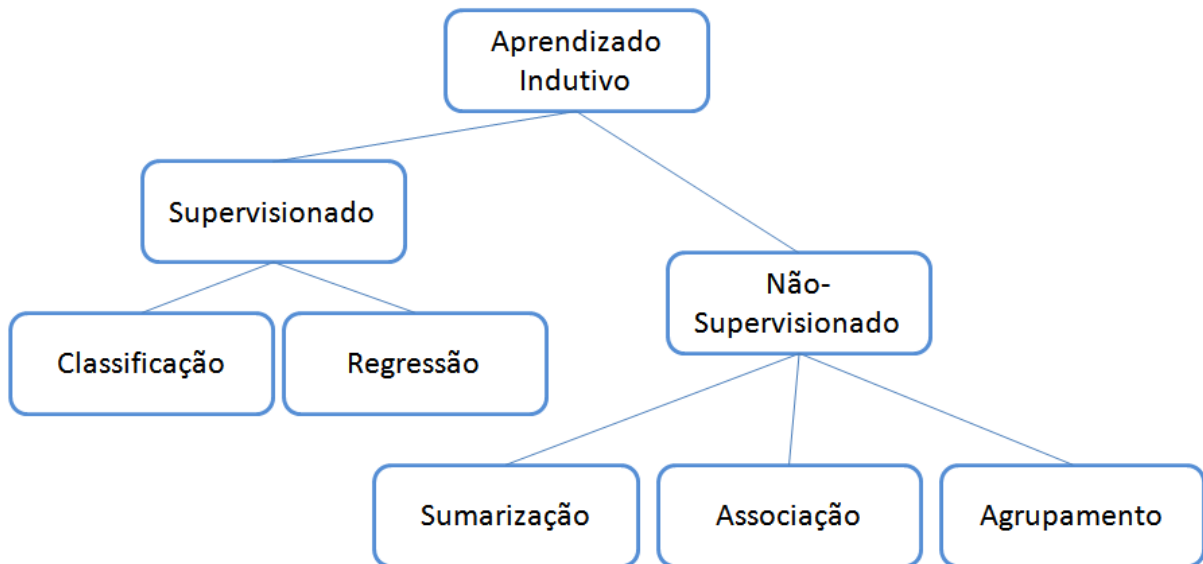 Aprendizado
Indutivo
Supervisionado
Não-
Supervisionado
Classificação
Regressão
Sumarização
Associação
Agrupamento